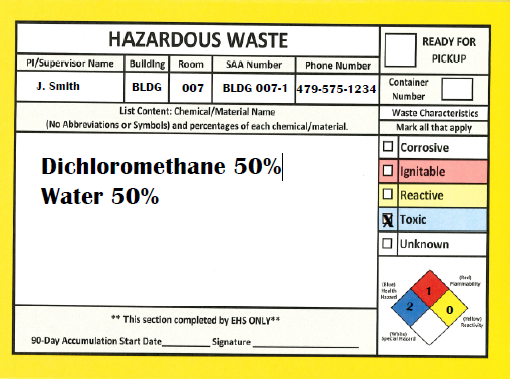 HAZARDOUS WASTE
READY FOR
PICKUP
PI/Supervisor Name Building Room SAA Number Phone Number
J. Smith BLDG 007 BLDG 007-1 479-575-1234
Container
Number
List Content: Chemical/Material Name
(No Abbreviations or Symbols) and percentages of each chemical/material.
Waste Characteristics
Mark all that apply
Dichloromethane 50%
Water 50%
Corrosive
Ignitable
Reactive
X Toxic
Unknown
(Blue)
Health
Hazard
(Red)
Flammability
1
2 0
(Yellow)
Reactivity
(White)
Special Hazard
** This section completed by EHS ONLY**
90-Day Accumulation Start Date__________ Signature ______________